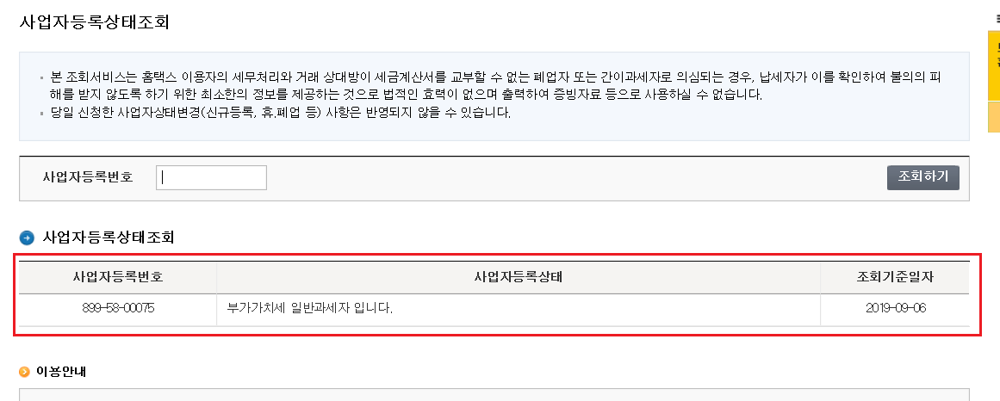 사업자등록상태조회
본 조회서비스는 홈택스 이용자의 세무처리와 거래 상대방이 세금계산서를 교부할 수 없는 폐업자 또는 간이과세자로 의심되는 경우, 납세자가 이를 확인하여 불의의 피
해를 받지 않도록 하기 위한 최소한의 정보를 제공하는 것으로 법적인 효력이 없으며 출력하여 증빙자료 등으로 사용하실 수 없습니다.
당일 신청한 사업자상태변경(신규등록, 휴.폐업 등) 사항은 반영되지 않을 수 있습니다.
사업자등록번호 조회하기
사업자등록상태조회
사업자등록번호 사업자등록상태 조회기준일자
899-58-00075 부가가치세 일반과세자 입니다. 2019-09-06
이용안내